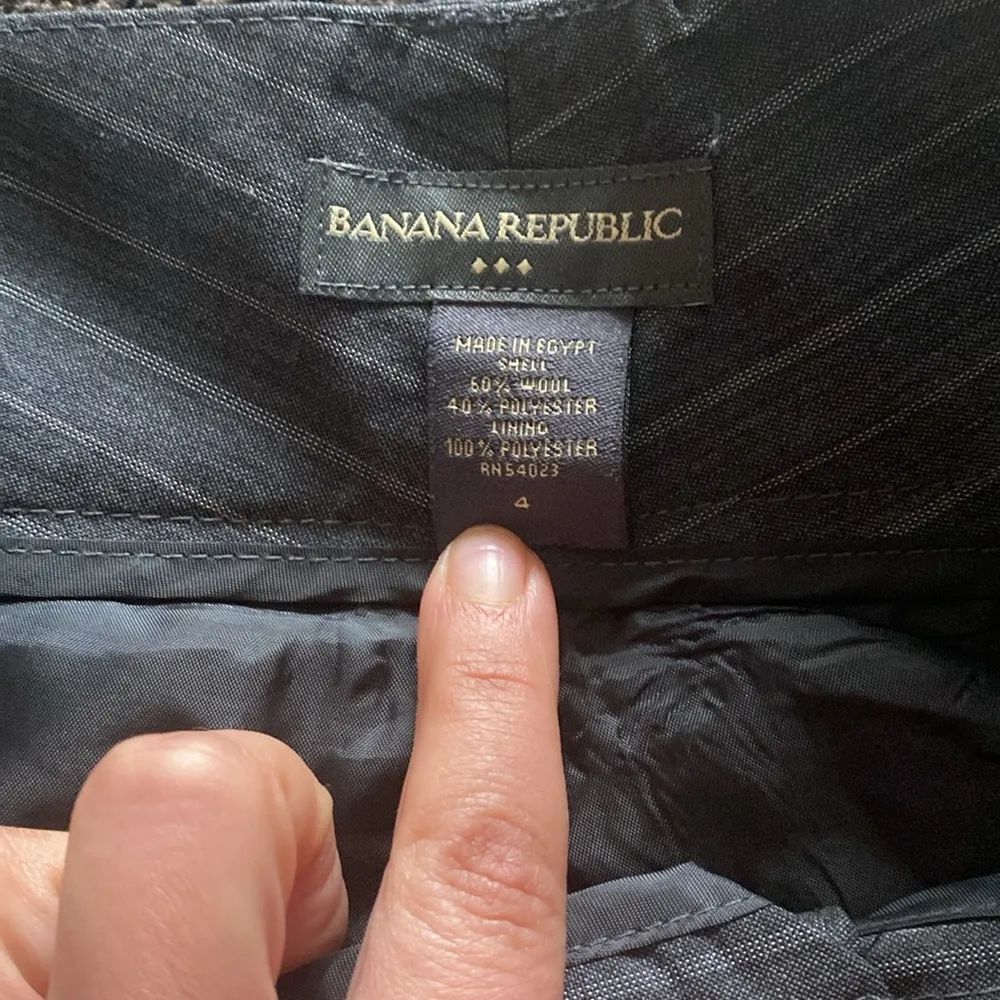 BANANA REPUBLIC
MADE IN EGYPT
SHELL
60% WOOL
40% POLYESTER
LINING
100% POLYESTER
RN54023
4